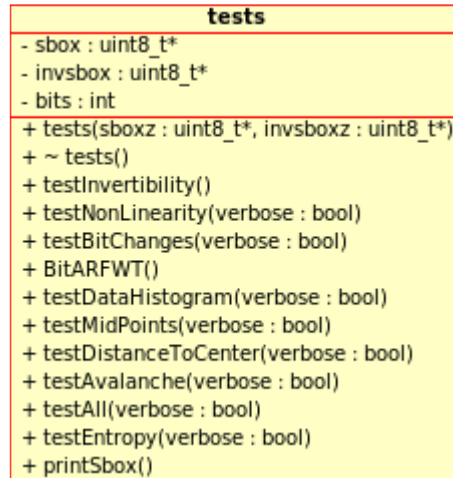 tests
- sbox : uint8_t*
- invsbox : uint8_t*
- bits : int
+ tests(sboxz : uint8_t*, invsboxz : uint8_t*)
+ ~ tests()
+ testInvertibility()
+ testNonLinearity(verbose : bool)
+ testBitChanges(verbose : bool)
+ BitARFWT()
+ testDataHistogram(verbose : bool)
+ testMidPoints(verbose : bool)
+ testDistanceToCenter(verbose : bool)
+ testAvalanche(verbose : bool)
+ testAll(verbose : bool)
+ testEntropy(verbose : bool)
+ printSbox()